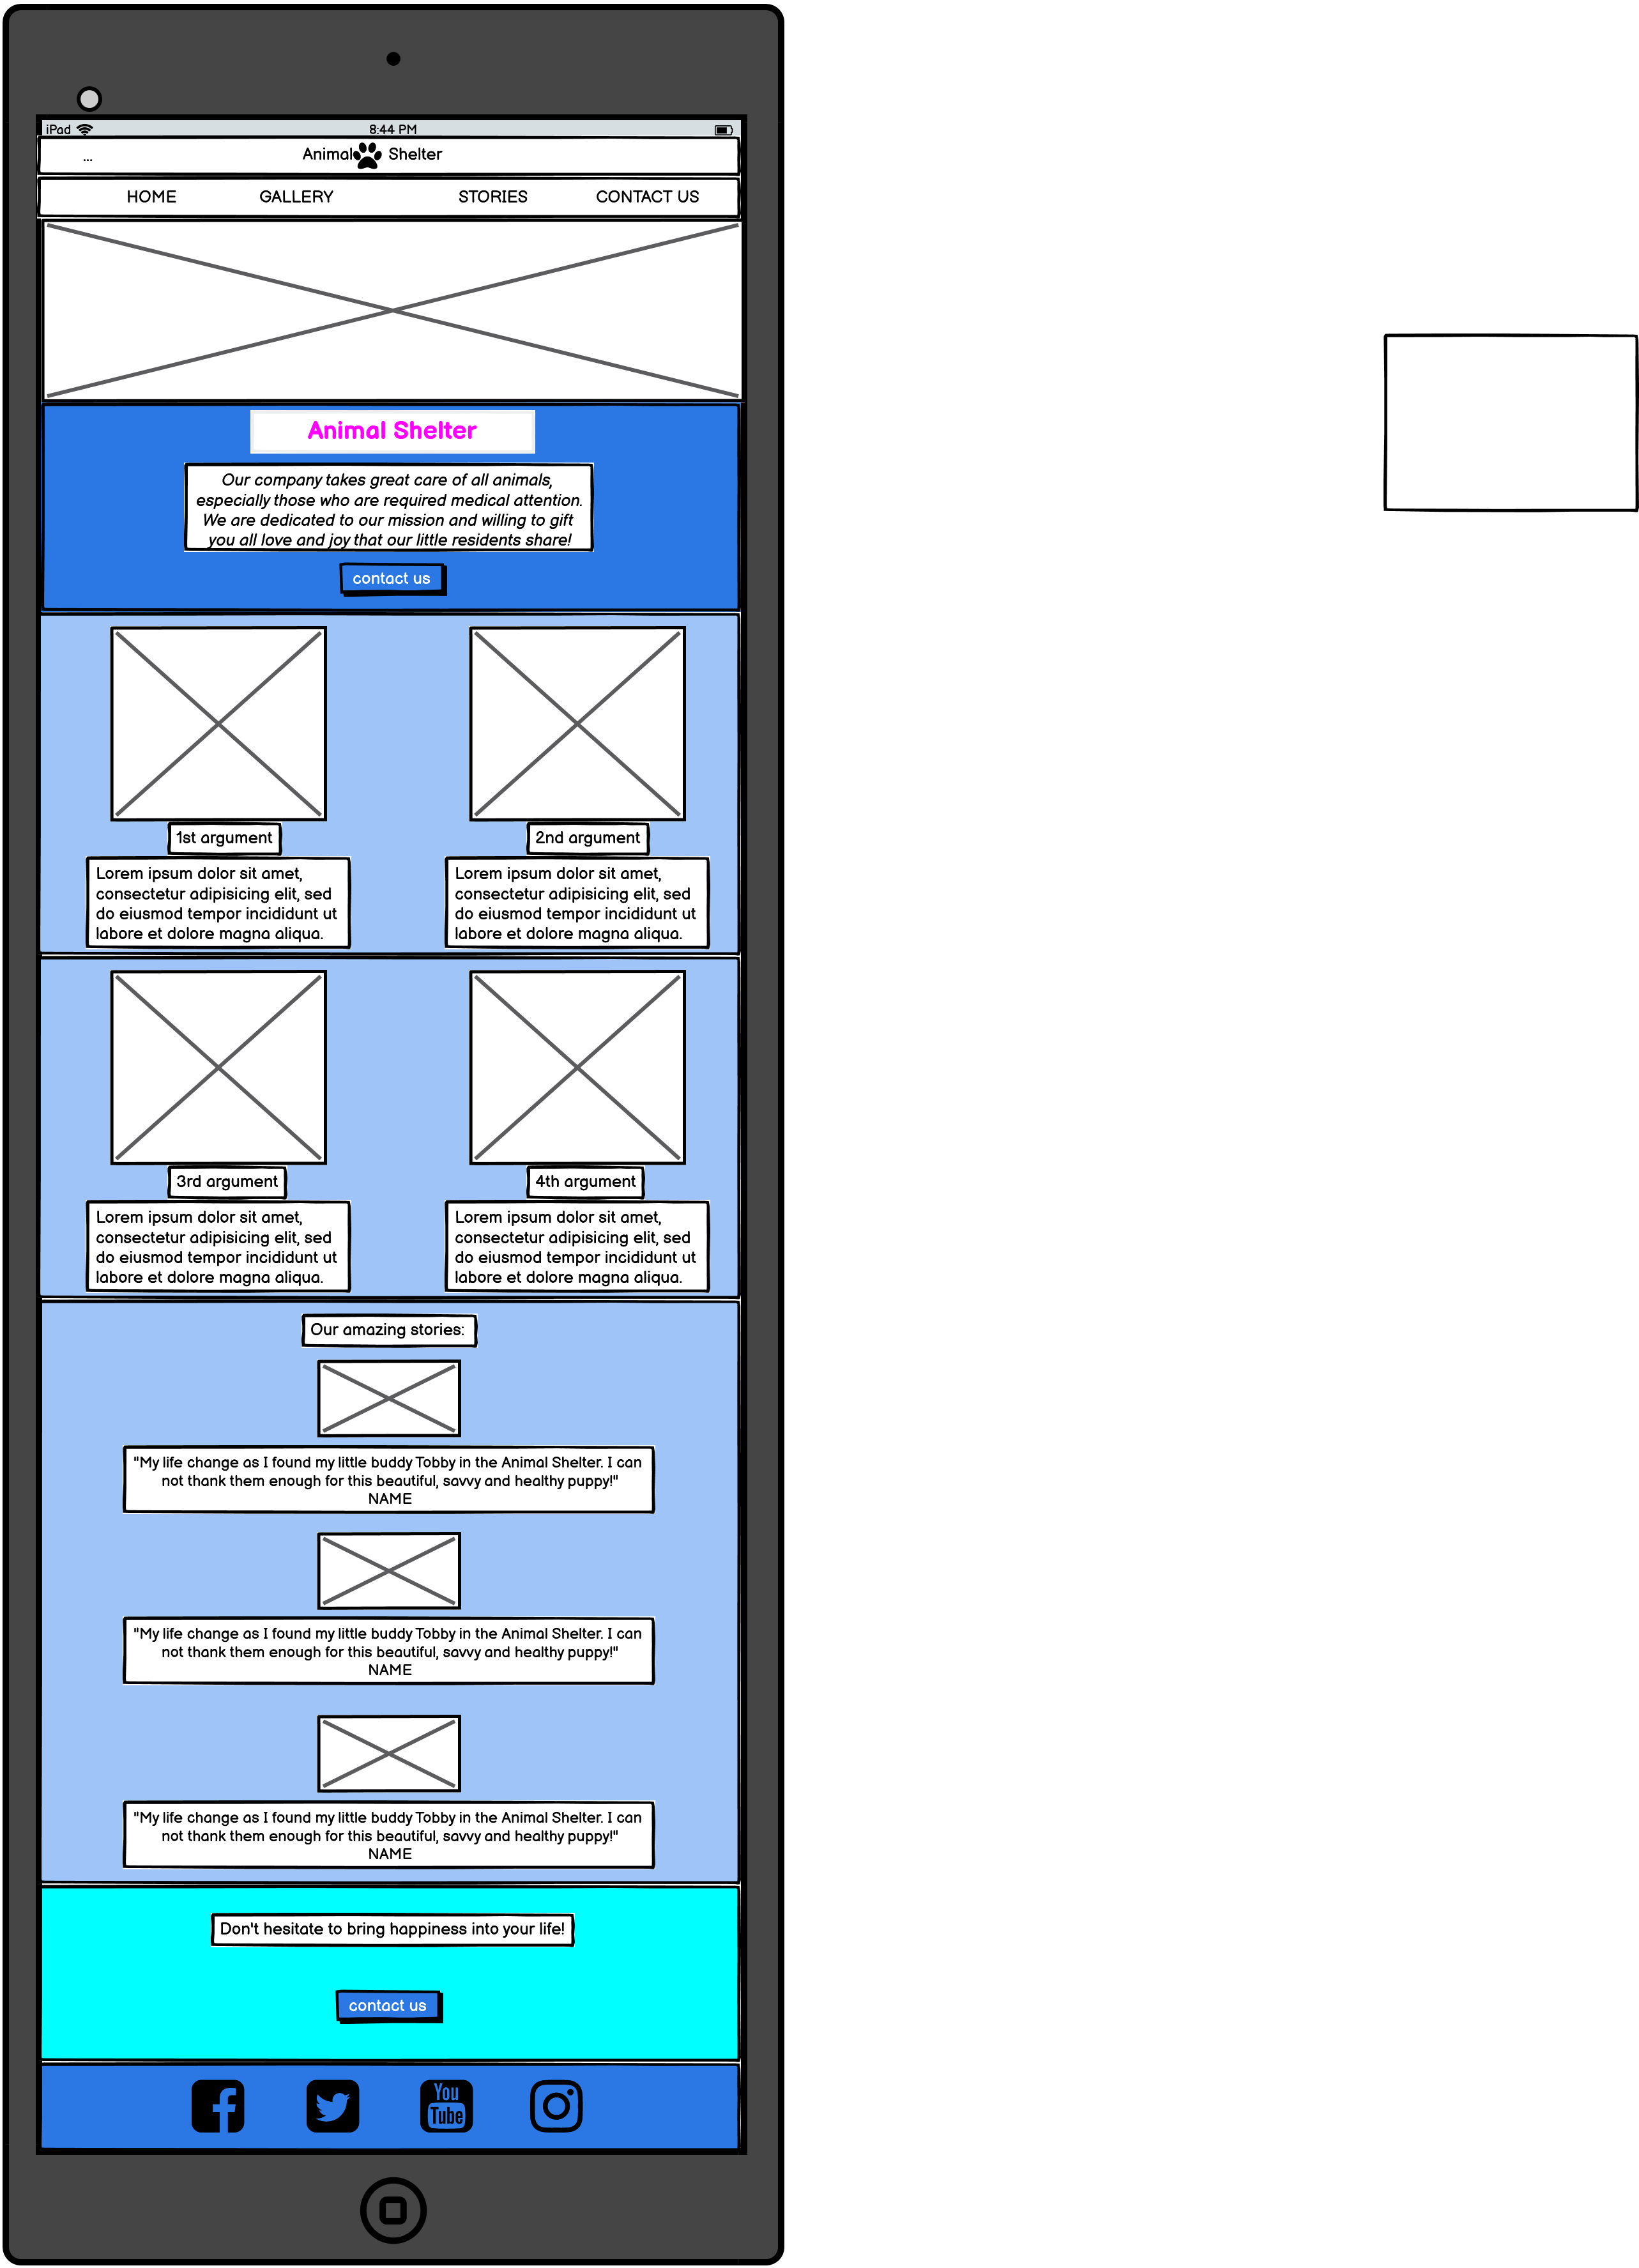 iPad 8:44 PM
... Animal Shelter
HOME GALLERY STORIES CONTACT US
Animal Shelter
Our company takes great care of all animals,
especially those who are required medical attention.
We are dedicated to our mission and willing to gift
you all love and joy that our little residents share!
contact us
1st argument
Lorem ipsum dolor sit amet,
consectetur adipisicing elit, sed
do eiusmod tempor incididunt ut
labore et dolore magna aliqua.
2nd argument
Lorem ipsum dolor sit amet,
consectetur adipisicing elit, sed
do eiusmod tempor incididunt ut
labore et dolore magna aliqua.
3rd argument
Lorem ipsum dolor sit amet,
consectetur adipisicing elit, sed
do eiusmod tempor incididunt ut
labore et dolore magna aliqua.
4th argument
Lorem ipsum dolor sit amet,
consectetur adipisicing elit, sed
do eiusmod tempor incididunt ut
labore et dolore magna aliqua.
Our amazing stories:
"My life change as I found my little buddy Tobby in the Animal Shelter. I can
not thank them enough for this beautiful, savvy and healthy puppy!"
NAME
"My life change as I found my little buddy Tobby in the Animal Shelter. I can
not thank them enough for this beautiful, savvy and healthy puppy!"
NAME
"My life change as I found my little buddy Tobby in the Animal Shelter. I can
not thank them enough for this beautiful, savvy and healthy puppy!"
NAME
Don't hesitate to bring happiness into your life!
contact us
You
Tube